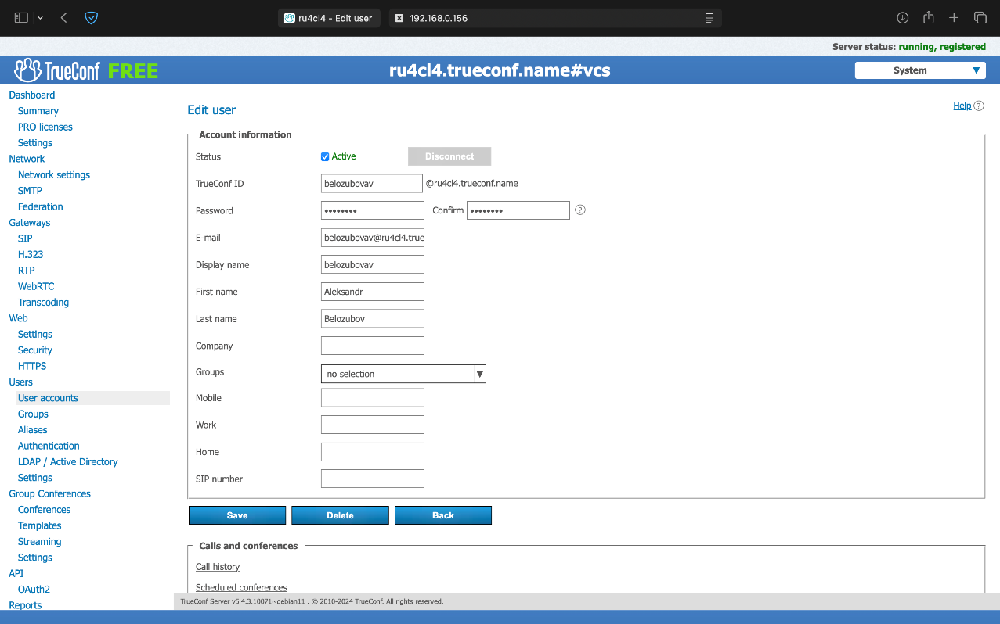 ru4cl4 - Edit user
192.168.0.156
Server status: running, registered
TrueConf FREE
ru4cl4.trueconf.name#vcs
System
Dashboard
Summary
PRO licenses
Settings
Network
Network settings
SMTP
Federation
Gateways
SIP
H.323
RTP
WebRTC
Transcoding
Web
Settings
Security
HTTPS
Users
User accounts
Groups
Aliases
Authentication
LDAP / Active Directory
Settings
Group Conferences
Conferences
Templates
Streaming
Settings
API
OAuth2
Reports
Edit user
Help ?
Account information
Status Active Disconnect
TrueConf ID belozubovav @ru4cl4.trueconf.name
Password •••••••• Confirm •••••••• ?
E-mail belozubovav@ru4cl4.true
Display name belozubovav
First name Aleksandr
Last name Belozubov
Company
Groups no selection
Mobile
Work
Home
SIP number
Save Delete Back
Calls and conferences
Call history
Scheduled conferences
TrueConf Server v5.4.3.10071~debian11 . © 2010-2024 TrueConf. All rights reserved.